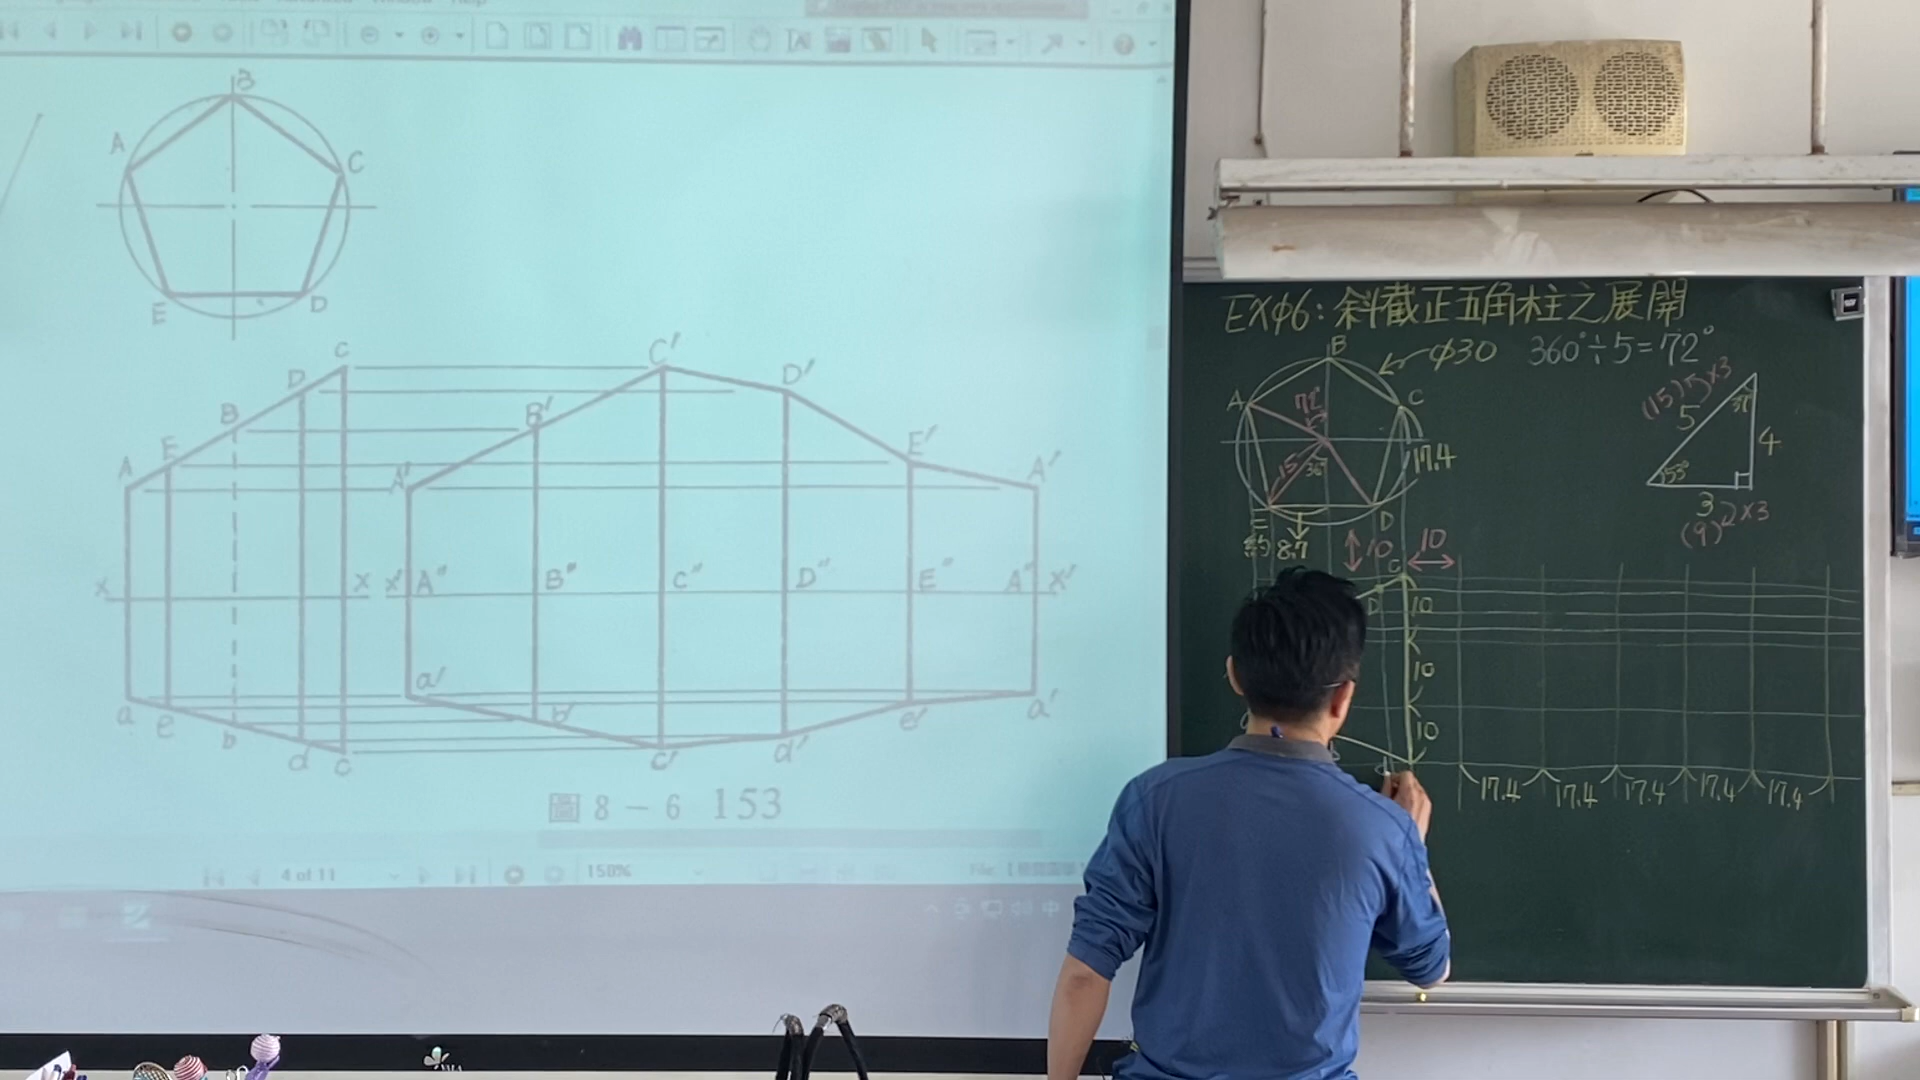 B
A
C
E
D
C
D
B
E
A
X
X
a
e
b
d
c
C'
D'
B'
E'
A'
A'
X'
A"
B"
C"
D"
E"
A"
X'
a'
b'
c'
d'
e'
a'
圖 8 - 6 153
4 of 11
150%
File:
中
EXφ6:斜截正五角柱之展開
B
φ30
360°÷5=72°
A
C
72°
15
36°
17.4
E
D
約 8.7
10
10
C
D
10
10
10
d
17.4
17.4
17.4
17.4
17.4
5
4
3
37°
53°
(15)
×3
(9)
×3